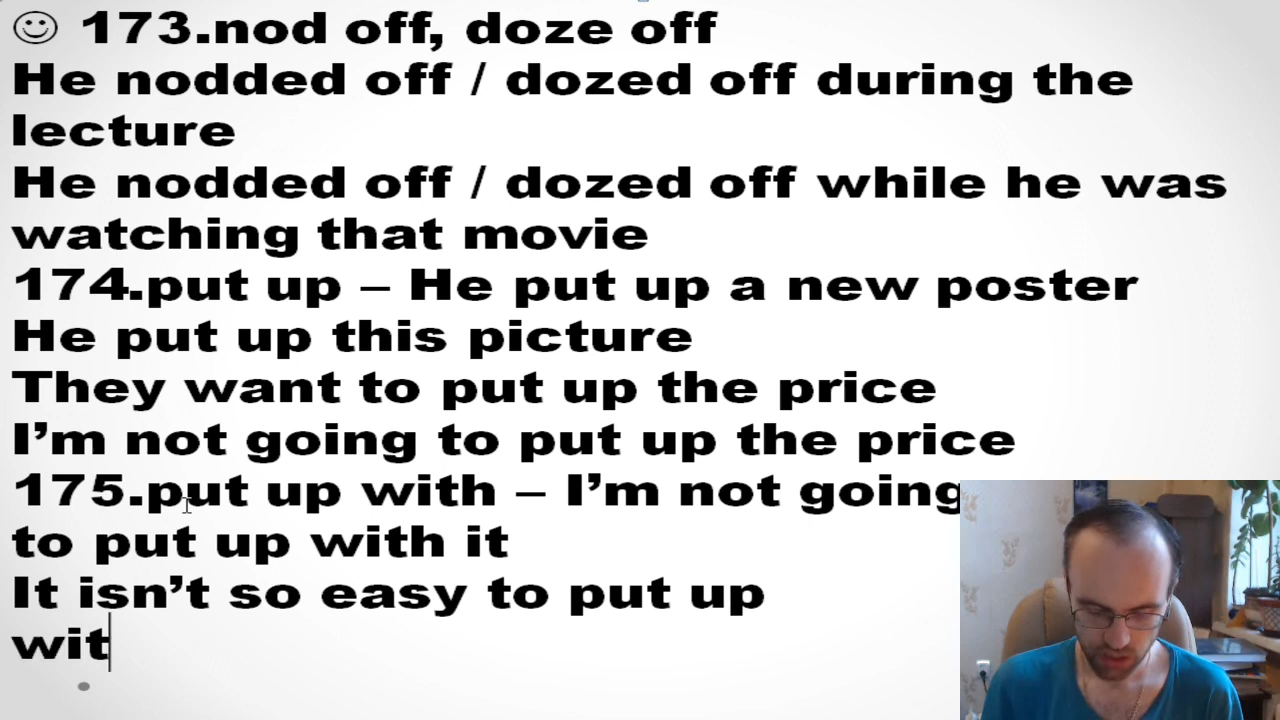 ☺ 173.nod off, doze off
He nodded off / dozed off during the
lecture
He nodded off / dozed off while he was
watching that movie
174.put up – He put up a new poster
He put up this picture
They want to put up the price
I’m not going to put up the price
175.put up with – I’m not going
to put up with it
It isn’t so easy to put up
wit